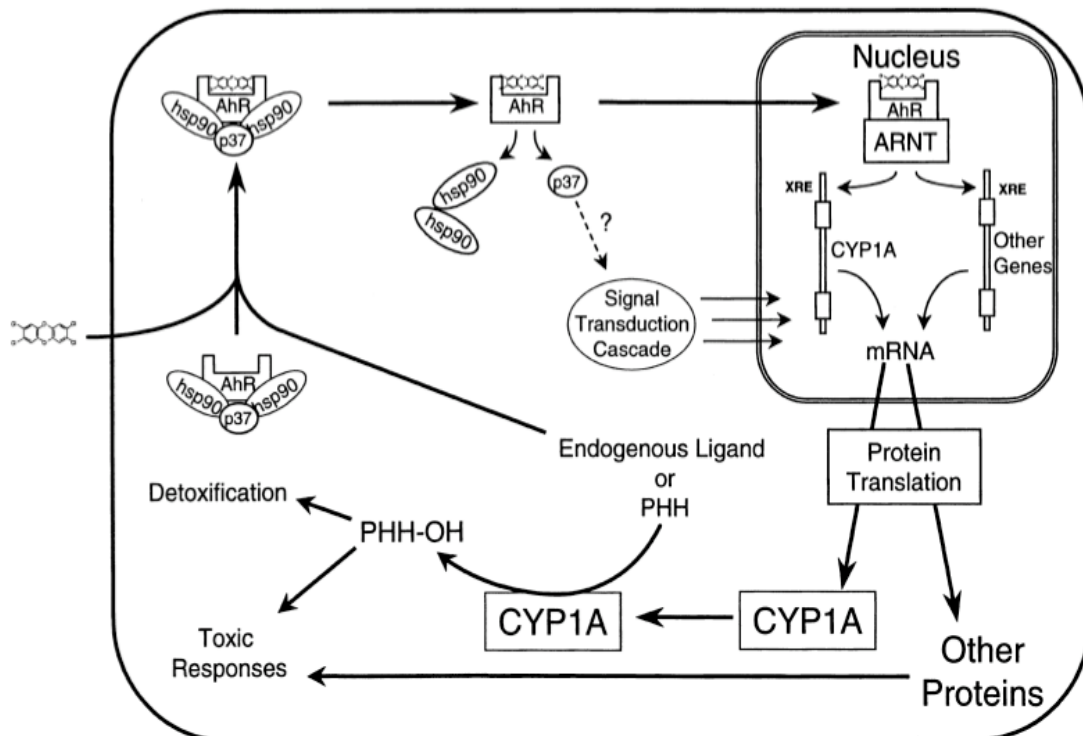 Nucleus
AhR
hsp90
hsp90
p37
AhR
AhR
ARNT
hsp90
hsp90
p37
?
XRE
XRE
CYP1A
Other
Genes
Signal
Transduction
Cascade
mRNA
AhR
hsp90
hsp90
p37
Endogenous Ligand
or
PHH
Protein
Translation
Detoxification
PHH-OH
CYP1A
CYP1A
Toxic
Responses
Other
Proteins